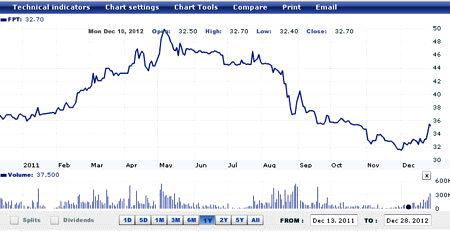 Technical indicators Chart settings Chart Tools Compare Print Email
FPT: 32.70
Mon Dec 10, 2012 Open: 32.50 High: 32.70 Low: 32.40 Close: 32.70
50
48
46
44
42
40
38
36
34
32
30
2011 Feb Mar Apr May Jun Jul Aug Sep Oct Nov Dec
Volume: 37,500 x
600K
300K
0M
Splits Dividends 1D 5D 1M 3M 6M 1Y 2Y 5Y All FROM: Dec 13, 2011 TO: Dec 28, 2012